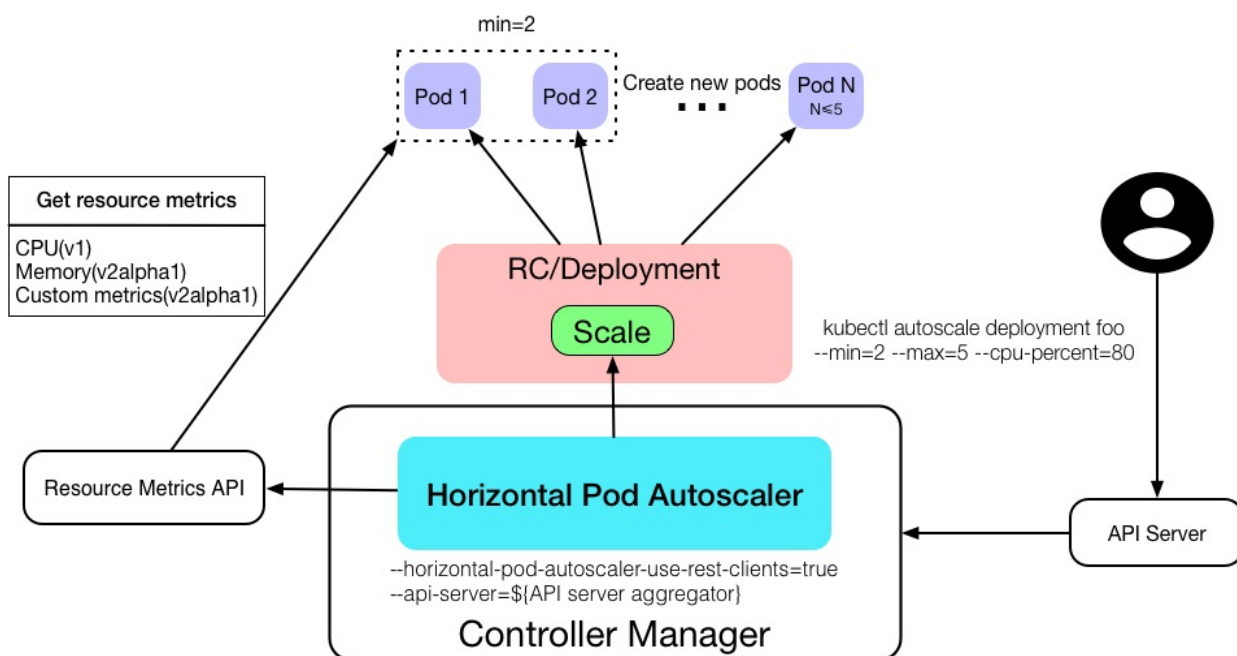 min=2
Pod 1
Pod 2
Create new pods
...
Pod N
N≤5
Get resource metrics
CPU(v1)
Memory(v2alpha1)
Custom metrics(v2alpha1)
RC/Deployment
Scale
kubectl autoscale deployment foo
--min=2 --max=5 --cpu-percent=80
Resource Metrics API
Horizontal Pod Autoscaler
API Server
--horizontal-pod-autoscaler-use-rest-clients=true
--api-server=${API server aggregator}
Controller Manager